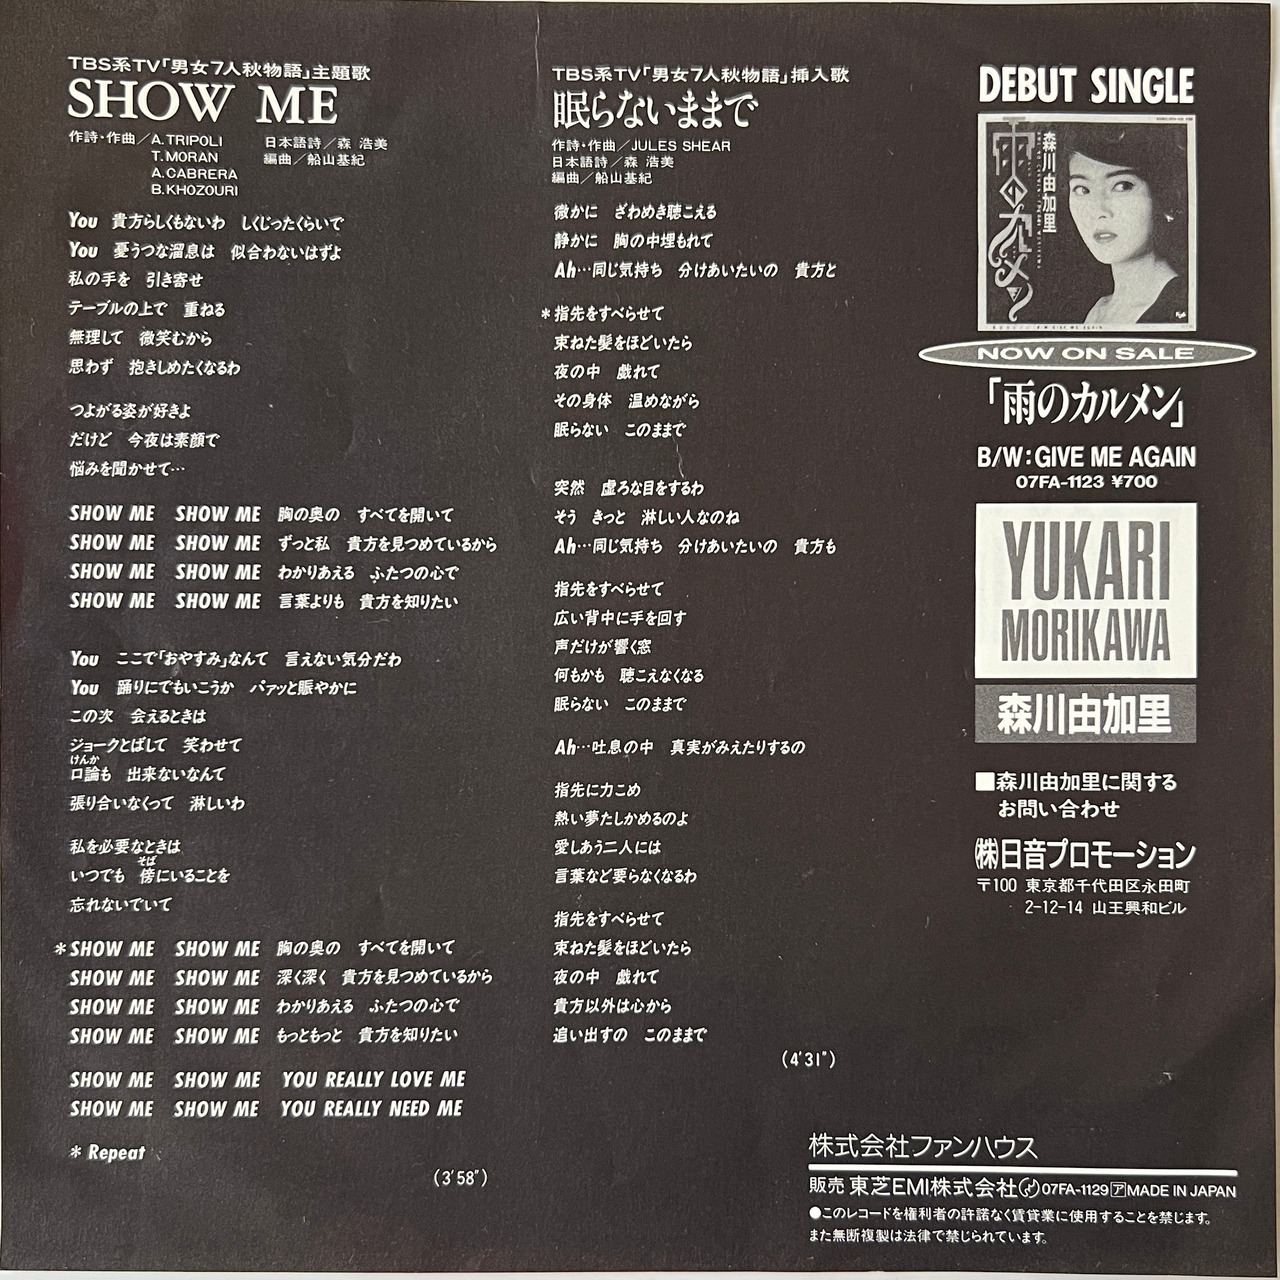 TBS系TV「男女7人秋物語」主題歌
SHOW ME
作詩・作曲／A.TRIPOLI
T.MORAN
A.CABRERA
B.KHOZOURI
日本語詩／森 浩美
編曲／船山基紀
You 貴方らしくもないわ しくじったくらいで
You 憂うつな溜息は 似合わないはずよ
私の手を 引き寄せ
テーブルの上で 重ねる
無理して 微笑むから
思わず 抱きしめたくなるわ
つよがる姿が好きよ
だけど 今夜は素顔で
悩みを聞かせて…
SHOW ME SHOW ME 胸の奥の すべてを開いて
SHOW ME SHOW ME ずっと私 貴方を見つめているから
SHOW ME SHOW ME わかりあえる ふたつの心で
SHOW ME SHOW ME 言葉よりも 貴方を知りたい
You ここで「おやすみ」なんて 言えない気分だわ
You 踊りにでもいこうか パァッと賑やかに
この次 会えるときは
ジョークとばして 笑わせて
けんか
口論も 出来ないなんて
張り合いなくって 淋しいわ
私を必要なときは
そば
いつでも 傍にいることを
忘れないでいて
＊SHOW ME SHOW ME 胸の奥の すべてを開いて
SHOW ME SHOW ME 深く深く 貴方を見つめているから
SHOW ME SHOW ME わかりあえる ふたつの心で
SHOW ME SHOW ME もっともっと 貴方を知りたい
SHOW ME SHOW ME YOU REALLY LOVE ME
SHOW ME SHOW ME YOU REALLY NEED ME
＊Repeat
(3'58")
TBS系TV「男女7人秋物語」挿入歌
眠らないままで
作詩・作曲／JULES SHEAR
日本語詩／森 浩美
編曲／船山基紀
微かに ざわめき聴こえる
静かに 胸の中埋もれて
Ah…同じ気持ち 分けあいたいの 貴方と
＊指先をすべらせて
束ねた髪をほどいたら
夜の中 戯れて
その身体 温めながら
眠らない このままで
突然 虚ろな目をするわ
そう きっと 淋しい人なのね
Ah…同じ気持ち 分けあいたいの 貴方も
指先をすべらせて
広い背中に手を回す
声だけが響く窓
何もかも 聴こえなくなる
眠らない このままで
Ah…吐息の中 真実がみえたりするの
指先に力こめ
熱い夢たしかめるのよ
愛しあう二人には
言葉など要らなくなるわ
指先をすべらせて
束ねた髪をほどいたら
夜の中 戯れて
貴方以外は心から
追い出すの このままで
(4'31")
DEBUT SINGLE
雨のカルメン
森川由加里
NOW ON SALE
「雨のカルメン」
B/W:GIVE ME AGAIN
07FA-1123 ¥700
YUKARI
MORIKAWA
森川由加里
■森川由加里に関する
お問い合わせ
㈱日音プロモーション
〒100 東京都千代田区永田町
2-12-14 山王興和ビル
株式会社ファンハウス
販売 東芝EMI株式会社 07FA-1129 ア MADE IN JAPAN
●このレコードを権利者の許諾なく賃貸業に使用することを禁じます。
また無断複製は法律で禁じられています。